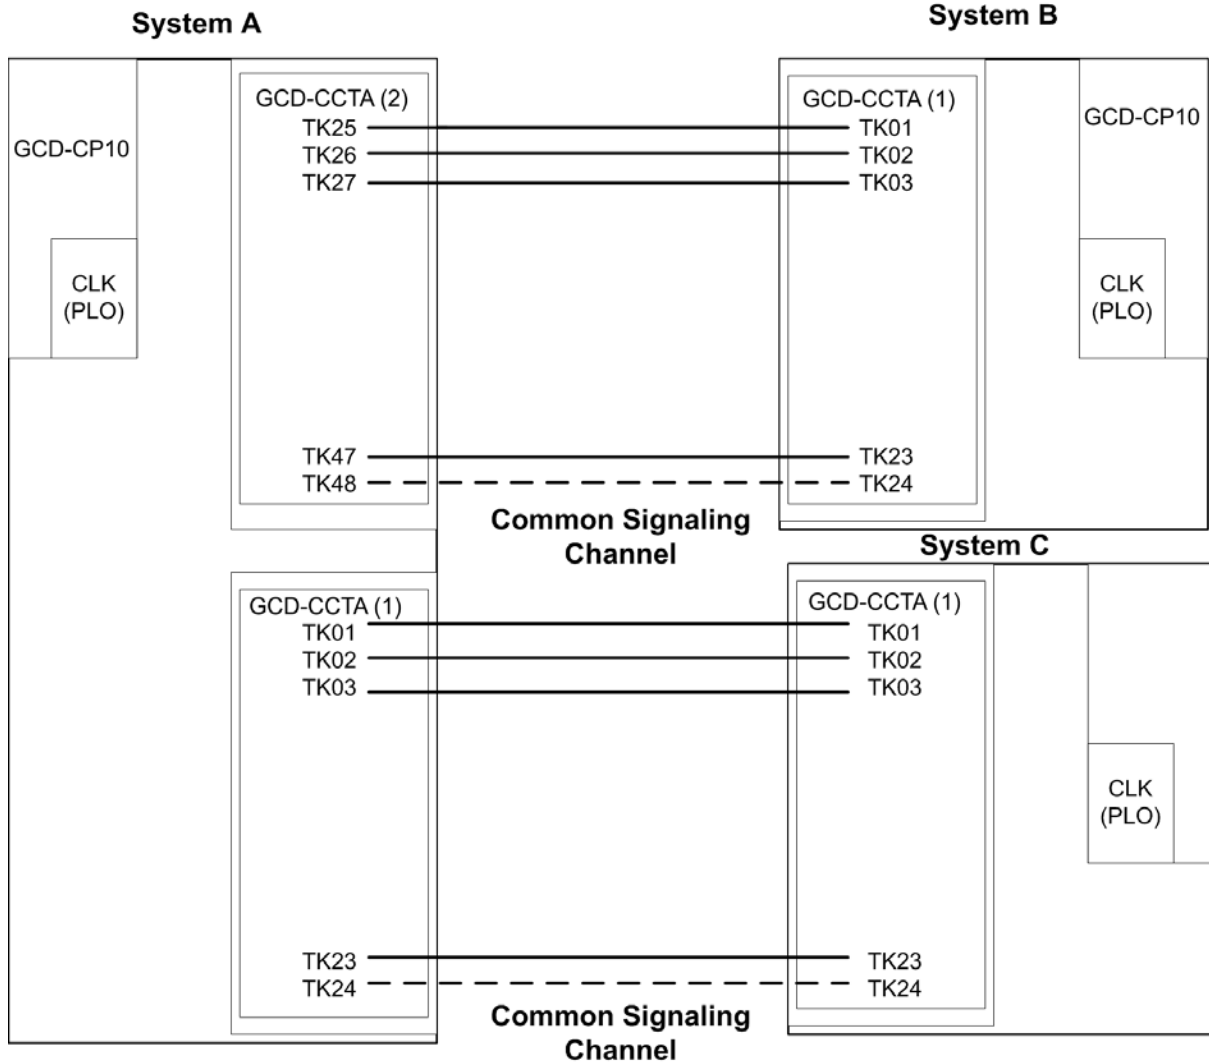 System A
System B
GCD-CP10
CLK
(PLO)
GCD-CCTA (2)
TK25
TK26
TK27
TK47
TK48
GCD-CCTA (1)
TK01
TK02
TK03
TK23
TK24
GCD-CP10
CLK
(PLO)
Common Signaling
Channel
System C
GCD-CCTA (1)
TK01
TK02
TK03
TK23
TK24
GCD-CCTA (1)
TK01
TK02
TK03
TK23
TK24
CLK
(PLO)
Common Signaling
Channel